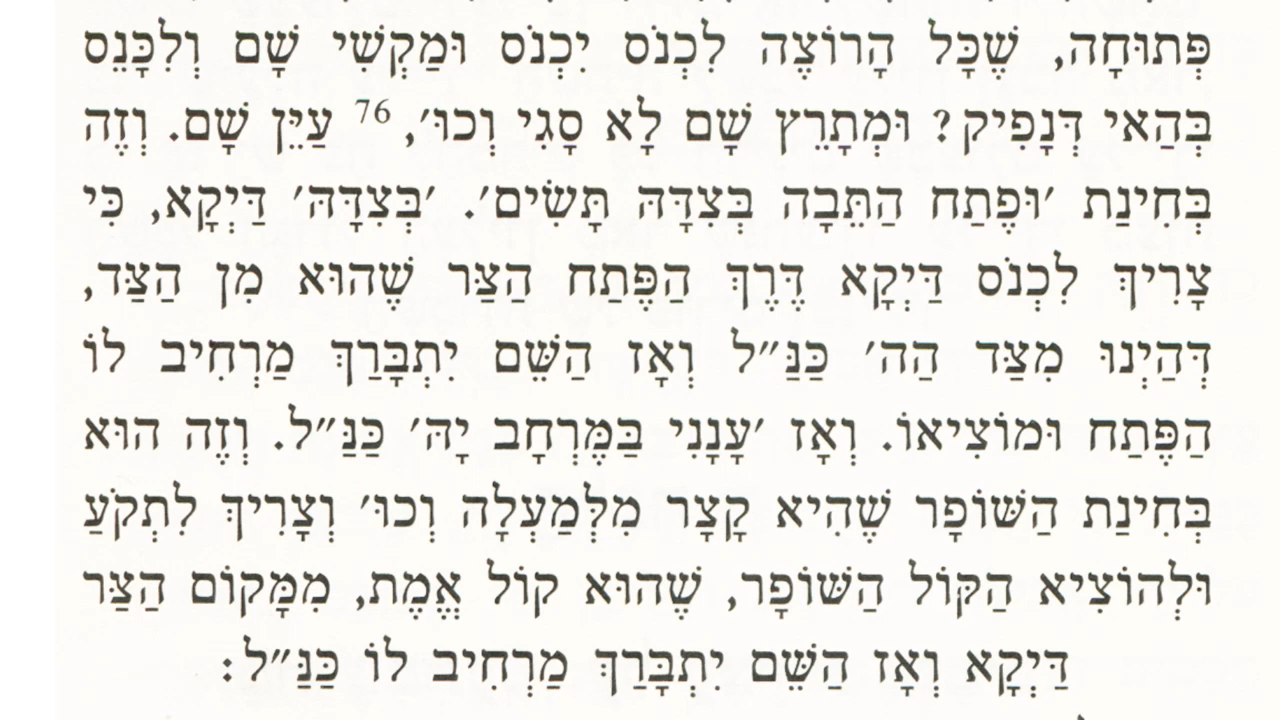 פְּתוּחָה, שֶׁכָּל הָרוֹצֶה לִכְנֹס יִכְנֹס וּמַקְשֵׁי שָׁם וְלִכָּנֵס
בְּהַאי דְּנָפִיק? וּמְתָרֵץ שָׁם לָא סָגִי וְכוּ׳, 76 עַיֵּן שָׁם. וְזֶה
בְּחִינַת ׳וּפֶתַח הַתֵּבָה בְּצִדָּהּ תָּשִׂים׳. ׳בְּצִדָּהּ׳ דַּיְקָא, כִּי
צָרִיךְ לִכְנֹס דַּיְקָא דֶּרֶךְ הַפֶּתַח הַצַּר שֶׁהוּא מִן הַצַּד,
דְּהַיְנוּ מִצַּד הַה׳ כַּנַּ״ל וְאָז הַשֵּׁם יִתְבָּרַךְ מַרְחִיב לוֹ
הַפֶּתַח וּמוֹצִיאוֹ. וְאָז ׳עָנָנִי בַּמֶּרְחָב יָהּ׳ כַּנַּ״ל. וְזֶה הוּא
בְּחִינַת הַשּׁוֹפָר שֶׁהִיא קָצָר מִלְּמַעְלָה וְכוּ׳ וְצָרִיךְ לִתְקֹעַ
וּלְהוֹצִיא הַקּוֹל הַשּׁוֹפָר, שֶׁהוּא קוֹל אֱמֶת, מִמָּקוֹם הַצַּר
דַּיְקָא וְאָז הַשֵּׁם יִתְבָּרַךְ מַרְחִיב לוֹ כַּנַּ״ל: